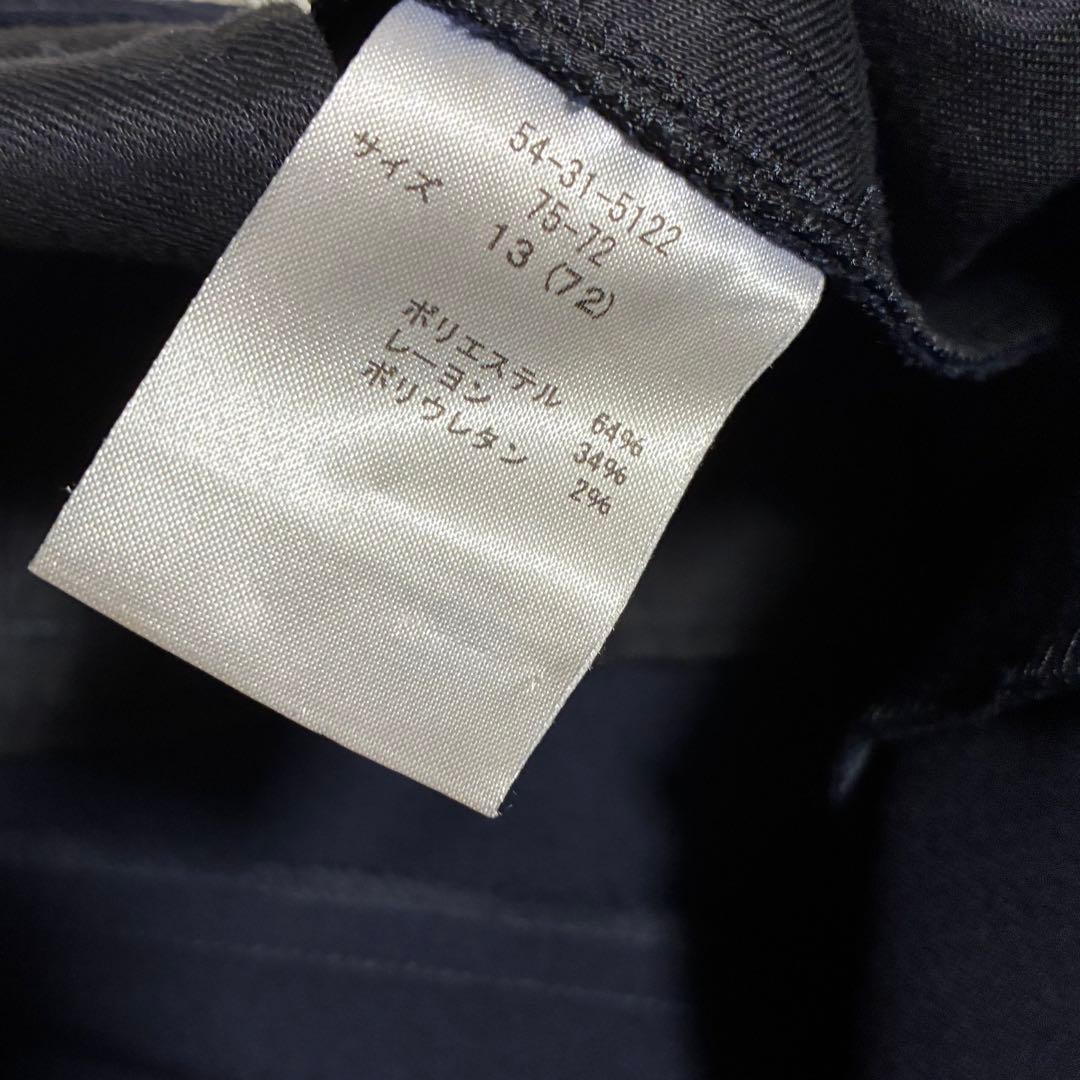 54-31-5122
75-72
サイズ 13 (72)
ポリエステル 64%
レーヨン 34%
ポリウレタン 2%